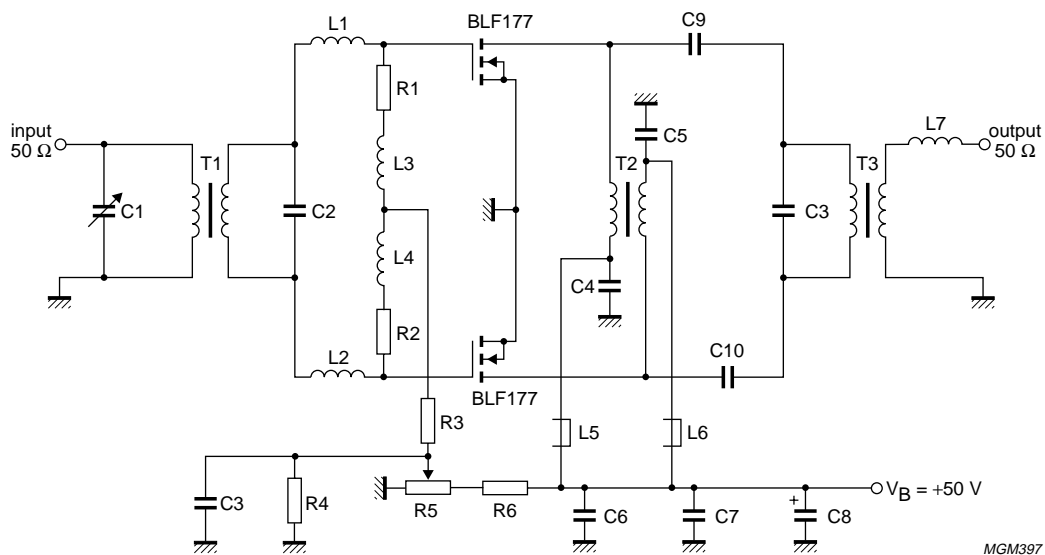 BLF177
C9
L1
R1
input
50 Ω
C5
L7
output
50 Ω
T1
L3
T2
T3
C1
C2
C3
L4
C4
R2
L2
C10
BLF177
R3
L5
L6
C3
R4
R5
R6
C6
C7
+
C8
VB = +50 V
MGM397